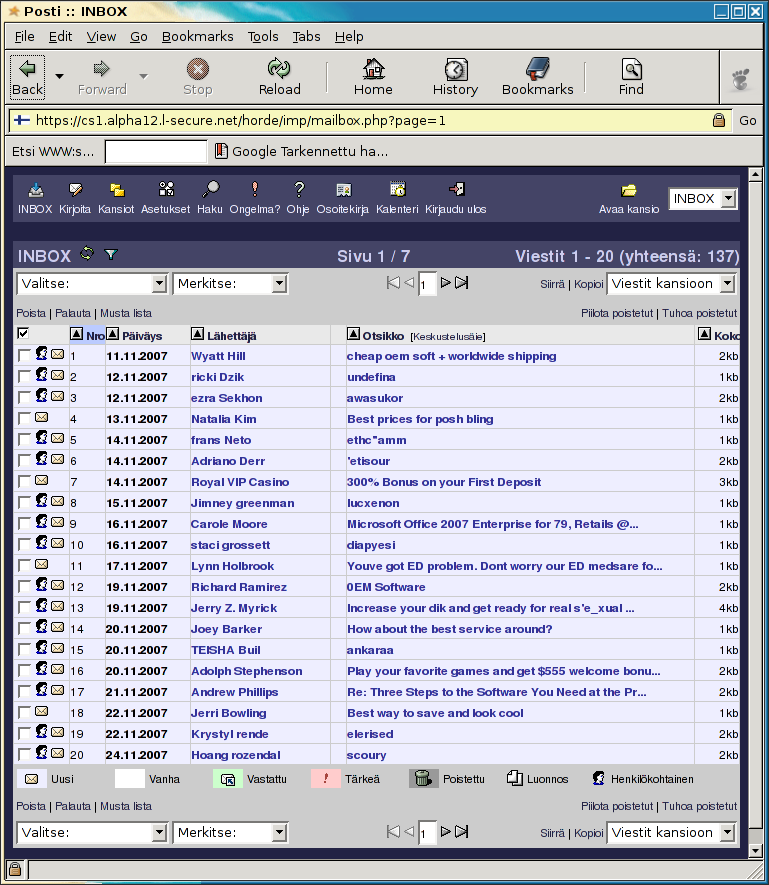 Posti :: INBOX
File Edit View Go Bookmarks Tools Tabs Help
Back Forward Stop Reload Home History Bookmarks Find
https://cs1.alpha12.l-secure.net/horde/imp/mailbox.php?page=1 Go
Etsi WWW:s... Google Tarkennettu ha...
INBOX Kirjoita Kansiot Asetukset Haku Ongelma? Ohje Osoitekirja Kalenteri Kirjaudu ulos Avaa kansio INBOX
INBOX Sivu 1 / 7 Viestit 1 - 20 (yhteensä: 137)
Valitse: Merkitse: 1 Siirrä | Kopioi Viestit kansioon
Poista | Palauta | Musta lista Piilota poistetut | Tuhoa poistetut
Nro Päiväys Lähettäjä Otsikko [Keskustelusäie] Koko
1 11.11.2007 Wyatt Hill cheap oem soft + worldwide shipping 2kb
2 12.11.2007 ricki Dzik undefina 1kb
3 12.11.2007 ezra Sekhon awasukor 2kb
4 13.11.2007 Natalia Kim Best prices for posh bling 1kb
5 14.11.2007 frans Neto ethc"amm 1kb
6 14.11.2007 Adriano Derr 'etisour 2kb
7 14.11.2007 Royal VIP Casino 300% Bonus on your First Deposit 3kb
8 15.11.2007 Jimney greenman lucxenon 1kb
9 16.11.2007 Carole Moore Microsoft Office 2007 Enterprise for 79, Retails @... 2kb
10 16.11.2007 staci grossett diapyesi 1kb
11 17.11.2007 Lynn Holbrook Youve got ED problem. Dont worry our ED medsare fo... 1kb
12 19.11.2007 Richard Ramirez 0EM Software 2kb
13 19.11.2007 Jerry Z. Myrick Increase your dik and get ready for real s'e_xual ... 4kb
14 20.11.2007 Joey Barker How about the best service around? 1kb
15 20.11.2007 TEISHA Buil ankaraa 1kb
16 20.11.2007 Adolph Stephenson Play your favorite games and get $555 welcome bonu... 2kb
17 21.11.2007 Andrew Phillips Re: Three Steps to the Software You Need at the Pr... 2kb
18 22.11.2007 Jerri Bowling Best way to save and look cool 1kb
19 22.11.2007 Krystyl rende elerised 2kb
20 24.11.2007 Hoang rozendal scoury 2kb
Uusi Vanha Vastattu Tärkeä Poistettu Luonnos Henkilökohtainen
Poista | Palauta | Musta lista Piilota poistetut | Tuhoa poistetut
Valitse: Merkitse: 1 Siirrä | Kopioi Viestit kansioon